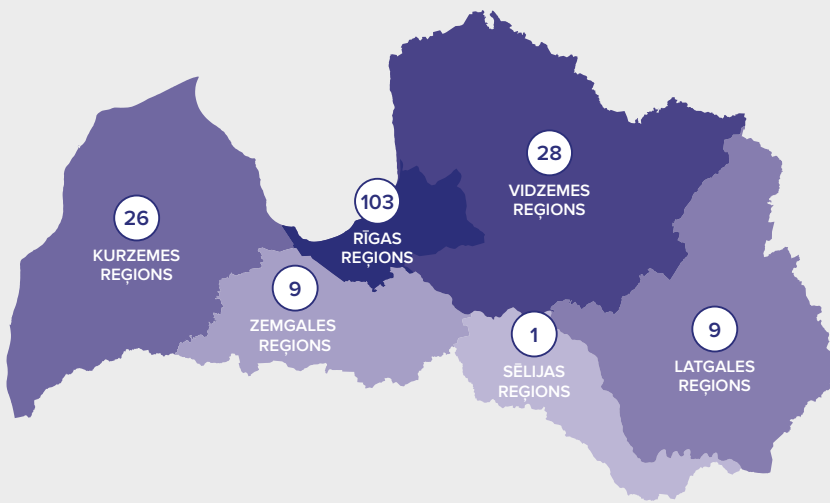 28
VIDZEMES
REĢIONS
103
RĪGAS
REĢIONS
26
KURZEMES
REĢIONS
9
ZEMGALES
REĢIONS
1
SĒLIJAS
REĢIONS
9
LATGALES
REĢIONS